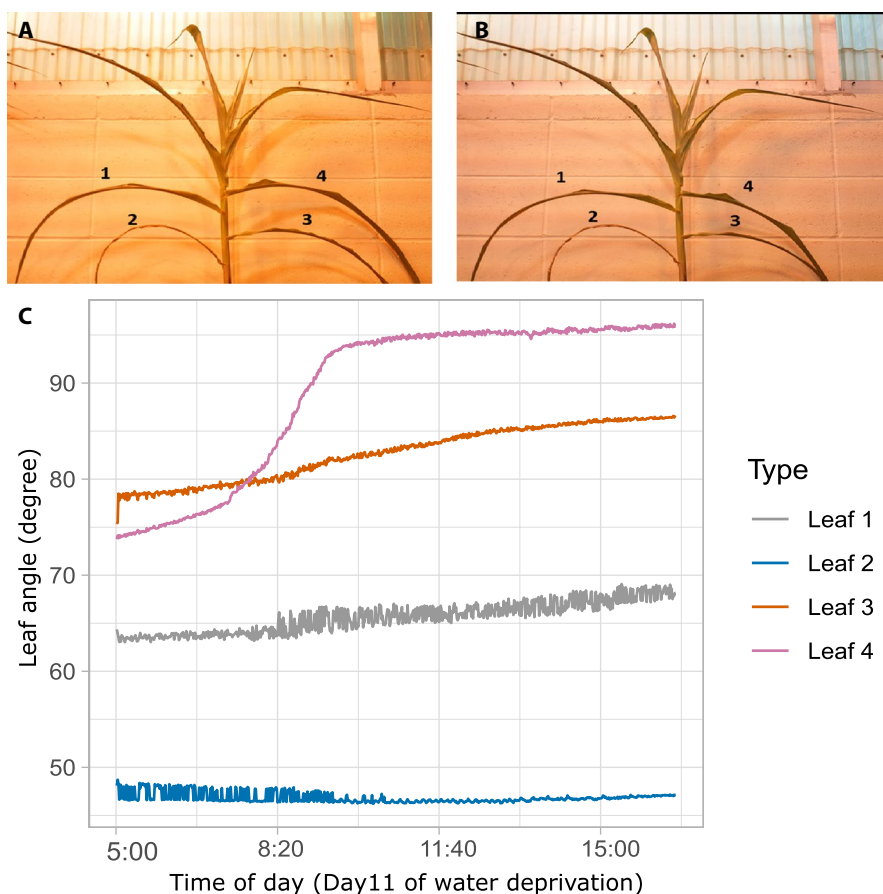 A
B
1
4
2
3
1
4
2
3
C
90
80
70
60
50
Leaf angle (degree)
5:00
8:20
11:40
15:00
Time of day (Day11 of water deprivation)
Type
Leaf 1
Leaf 2
Leaf 3
Leaf 4